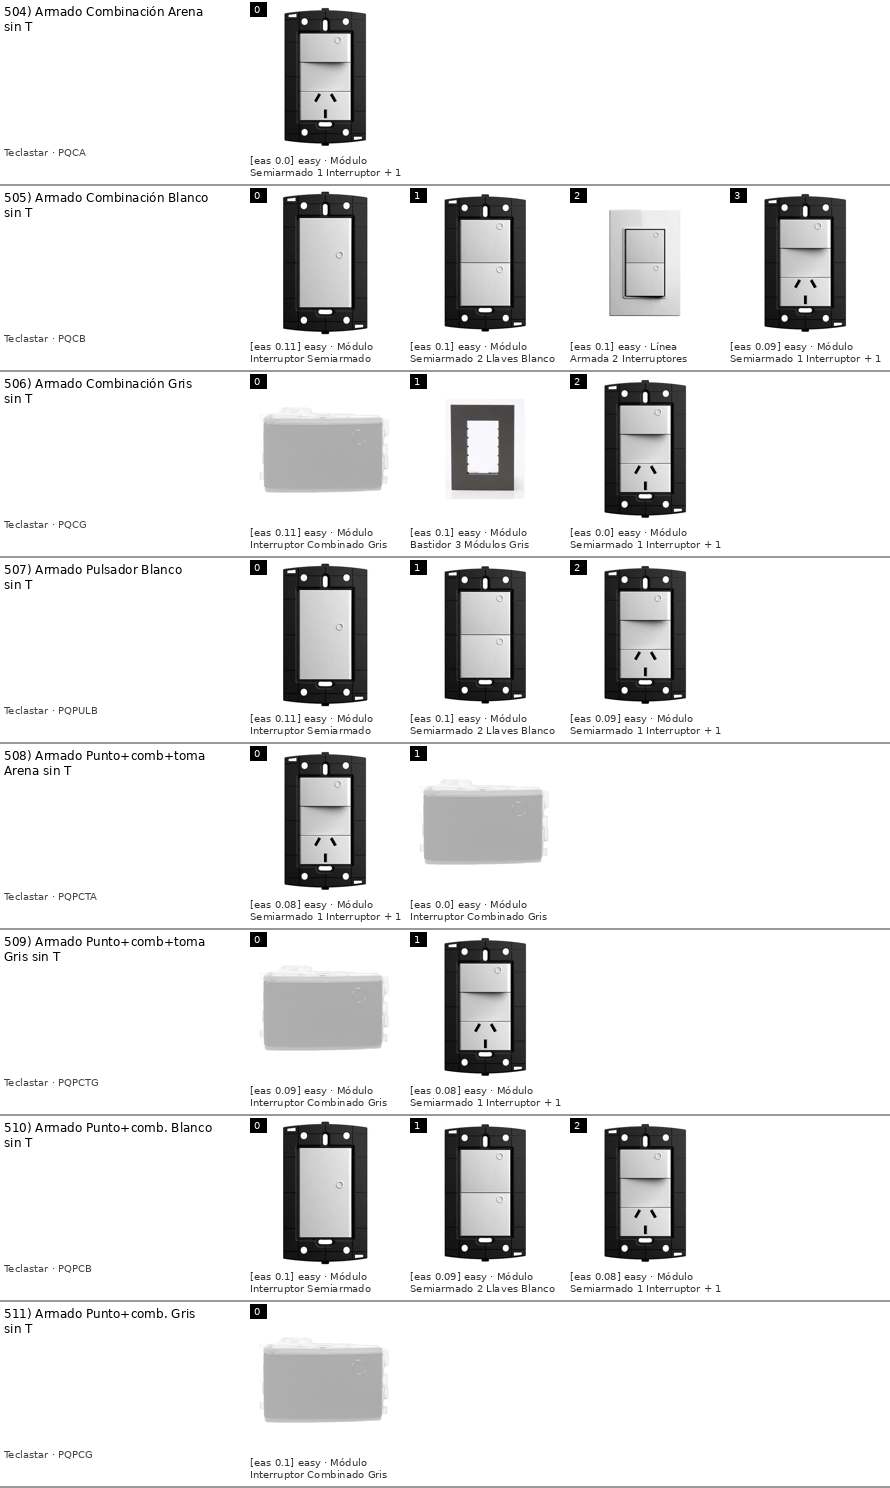 504) Armado Combinación Arena
sin T
Teclastar · PQCA
0
[eas 0.0] easy · Módulo
Semiarmado 1 Interruptor + 1
505) Armado Combinación Blanco
sin T
Teclastar · PQCB
0
[eas 0.11] easy · Módulo
Interruptor Semiarmado
1
[eas 0.1] easy · Módulo
Semiarmado 2 Llaves Blanco
2
[eas 0.1] easy · Línea
Armada 2 Interruptores
3
[eas 0.09] easy · Módulo
Semiarmado 1 Interruptor + 1
506) Armado Combinación Gris
sin T
Teclastar · PQCG
0
[eas 0.11] easy · Módulo
Interruptor Combinado Gris
1
[eas 0.1] easy · Módulo
Bastidor 3 Módulos Gris
2
[eas 0.0] easy · Módulo
Semiarmado 1 Interruptor + 1
507) Armado Pulsador Blanco
sin T
Teclastar · PQPULB
0
[eas 0.11] easy · Módulo
Interruptor Semiarmado
1
[eas 0.1] easy · Módulo
Semiarmado 2 Llaves Blanco
2
[eas 0.09] easy · Módulo
Semiarmado 1 Interruptor + 1
508) Armado Punto+comb+toma
Arena sin T
Teclastar · PQPCTA
0
[eas 0.08] easy · Módulo
Semiarmado 1 Interruptor + 1
1
[eas 0.0] easy · Módulo
Interruptor Combinado Gris
509) Armado Punto+comb+toma
Gris sin T
Teclastar · PQPCTG
0
[eas 0.09] easy · Módulo
Interruptor Combinado Gris
1
[eas 0.08] easy · Módulo
Semiarmado 1 Interruptor + 1
510) Armado Punto+comb. Blanco
sin T
Teclastar · PQPCB
0
[eas 0.1] easy · Módulo
Interruptor Semiarmado
1
[eas 0.09] easy · Módulo
Semiarmado 2 Llaves Blanco
2
[eas 0.08] easy · Módulo
Semiarmado 1 Interruptor + 1
511) Armado Punto+comb. Gris
sin T
Teclastar · PQPCG
0
[eas 0.1] easy · Módulo
Interruptor Combinado Gris